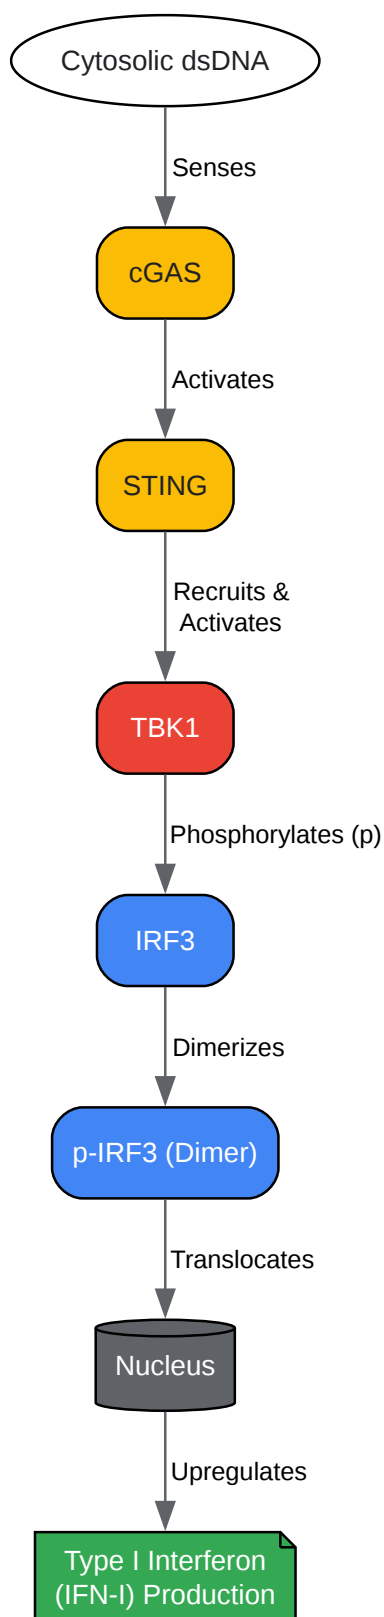 Cytosolic dsDNA
Senses
cGAS
Activates
STING
Recruits &
Activates
TBK1
Phosphorylates (p)
IRF3
Dimerizes
p-IRF3 (Dimer)
Translocates
Nucleus
Upregulates
Type I Interferon
(IFN-I) Production